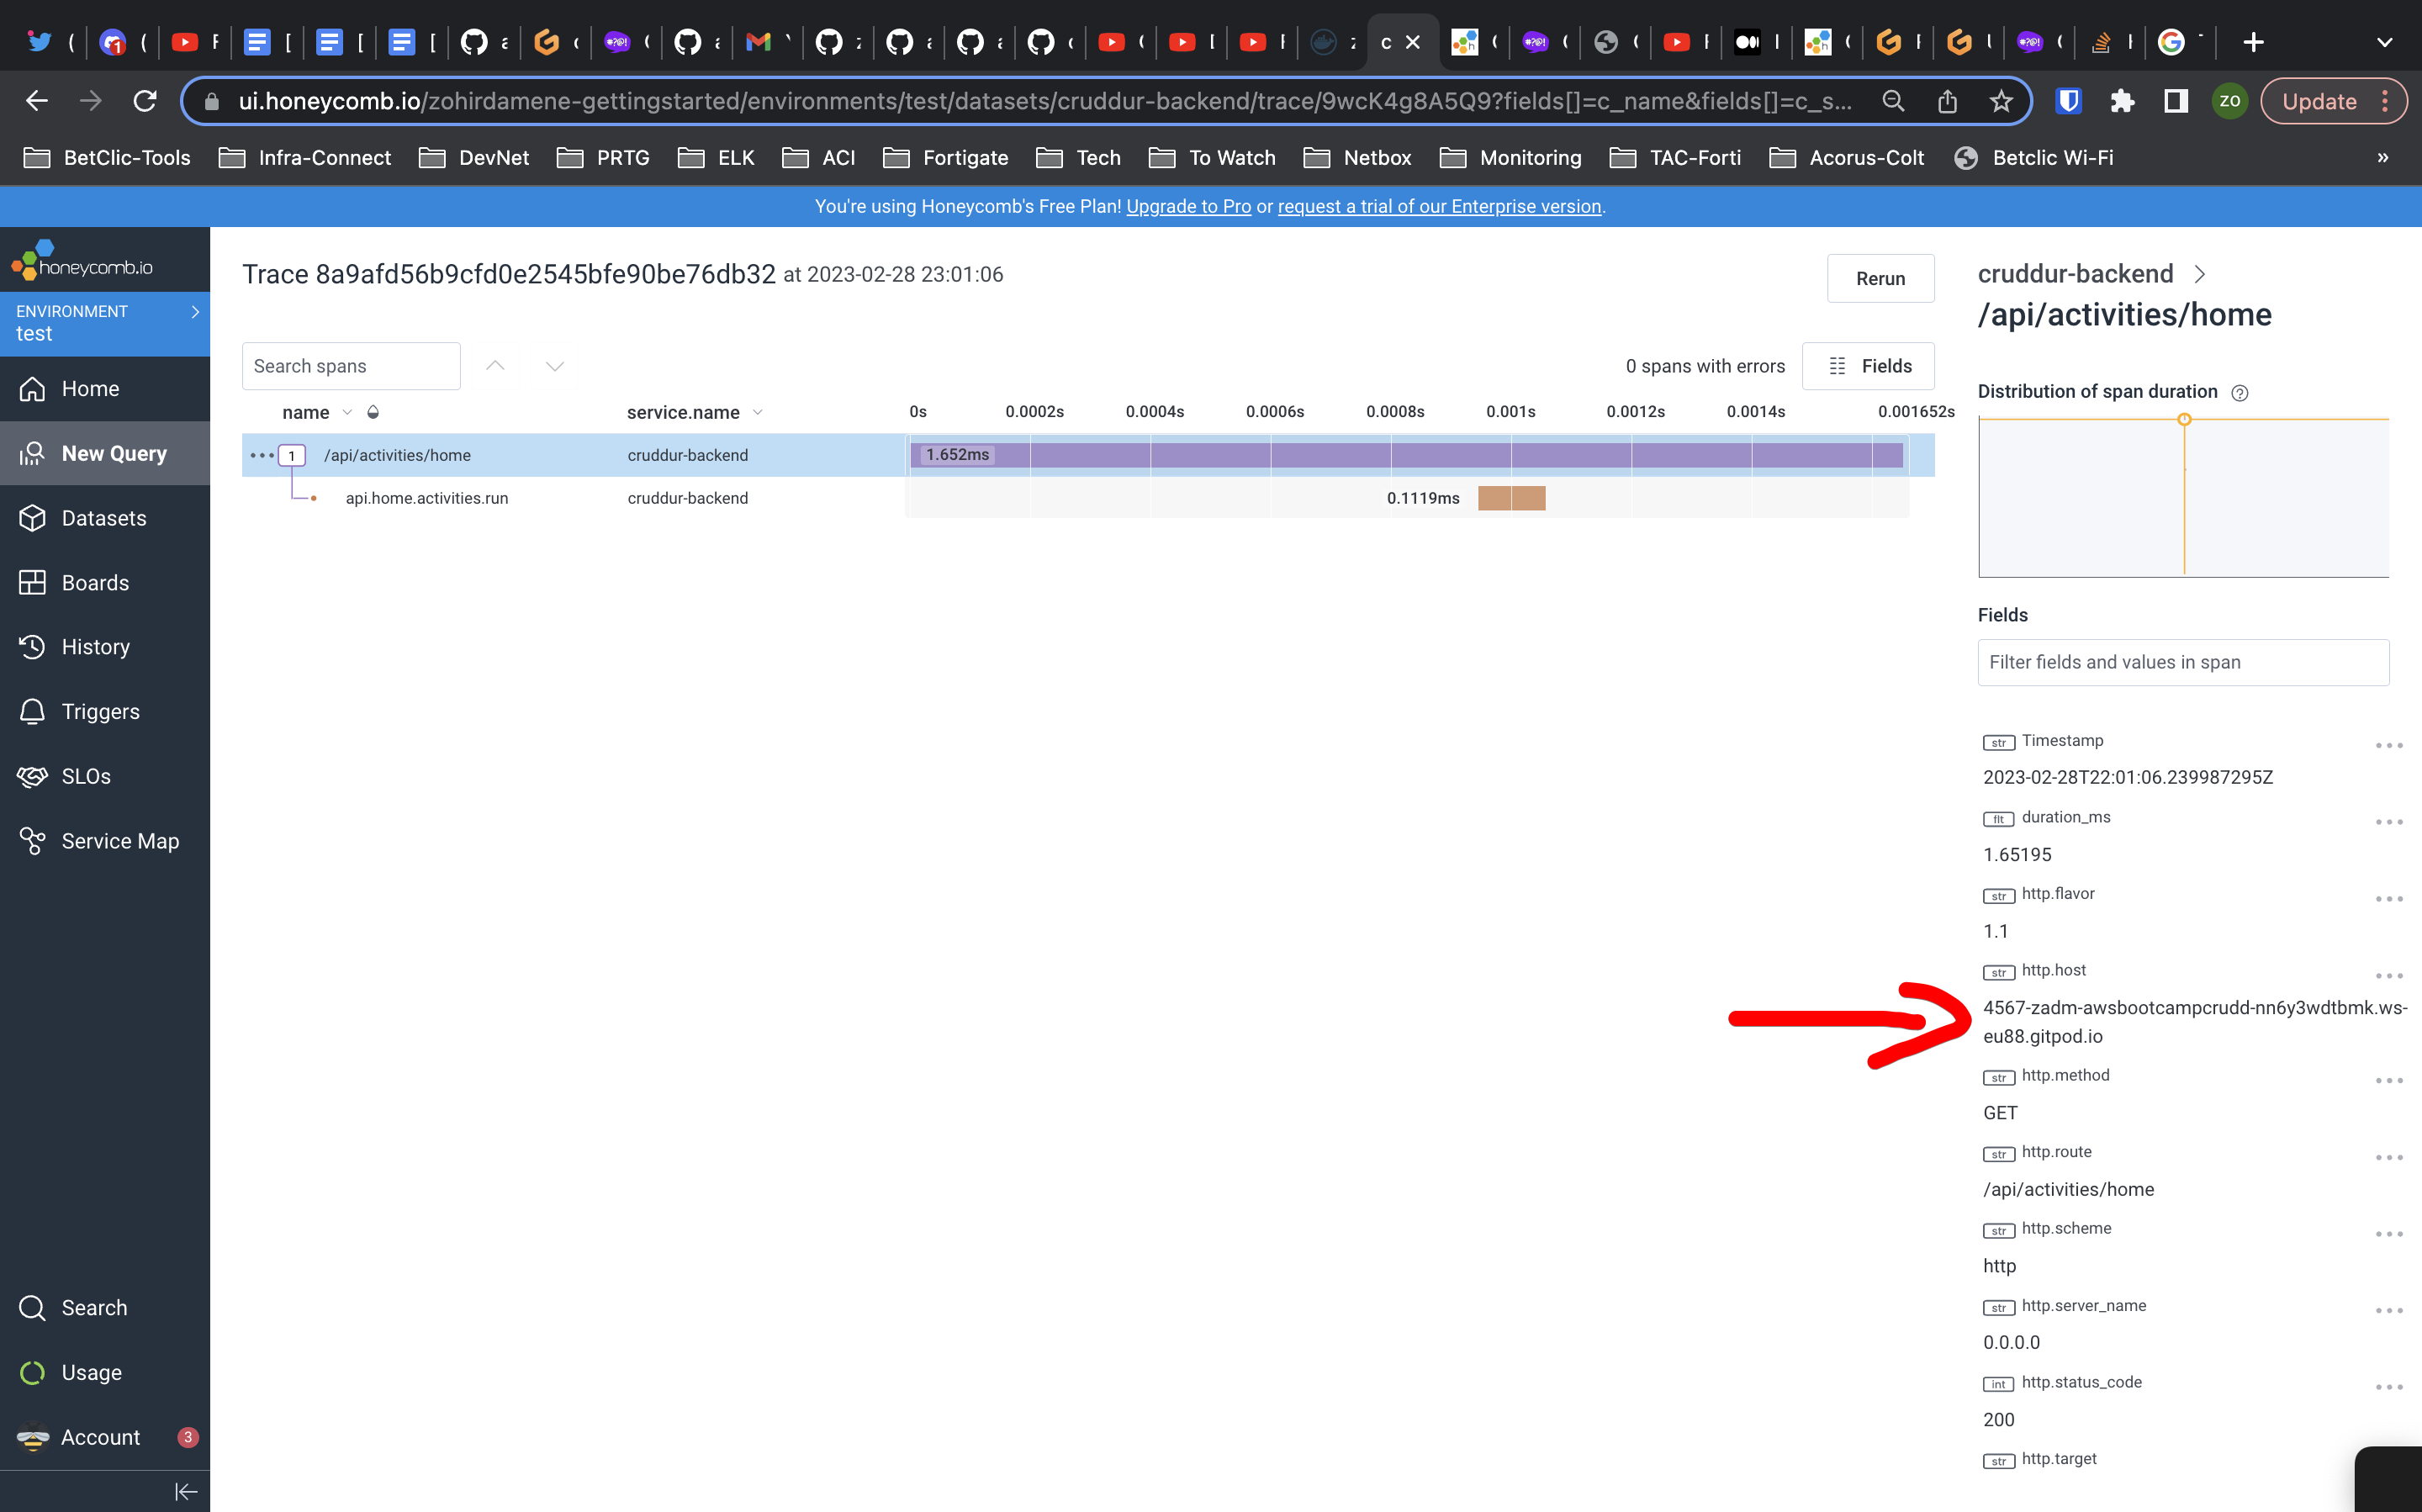 ui.honeycomb.io/zohirdamene-gettingstarted/environments/test/datasets/cruddur-backend/trace/9wcK4g8A5Q9?fields[]=c_name&fields[]=c_s...
ZO
Update
BetClic-Tools
Infra-Connect
DevNet
PRTG
ELK
ACI
Fortigate
Tech
To Watch
Netbox
Monitoring
TAC-Forti
Acorus-Colt
Betclic Wi-Fi
»
You're using Honeycomb's Free Plan! Upgrade to Pro or request a trial of our Enterprise version.
honeycomb.io
ENVIRONMENT
test
Home
New Query
Datasets
Boards
History
Triggers
SLOs
Service Map
Search
Usage
Account 3
Trace 8a9afd56b9cfd0e2545bfe90be76db32 at 2023-02-28 23:01:06
Rerun
Search spans
0 spans with errors
Fields
name service.name 0s 0.0002s 0.0004s 0.0006s 0.0008s 0.001s 0.0012s 0.0014s 0.001652s
1 /api/activities/home cruddur-backend 1.652ms
api.home.activities.run cruddur-backend 0.1119ms
cruddur-backend
/api/activities/home
Distribution of span duration ?
Fields
Filter fields and values in span
str Timestamp
2023-02-28T22:01:06.239987295Z
flt duration_ms
1.65195
str http.flavor
1.1
str http.host
4567-zadm-awsbootcampcrudd-nn6y3wdtbmk.ws-
eu88.gitpod.io
str http.method
GET
str http.route
/api/activities/home
str http.scheme
http
str http.server_name
0.0.0.0
int http.status_code
200
str http.target